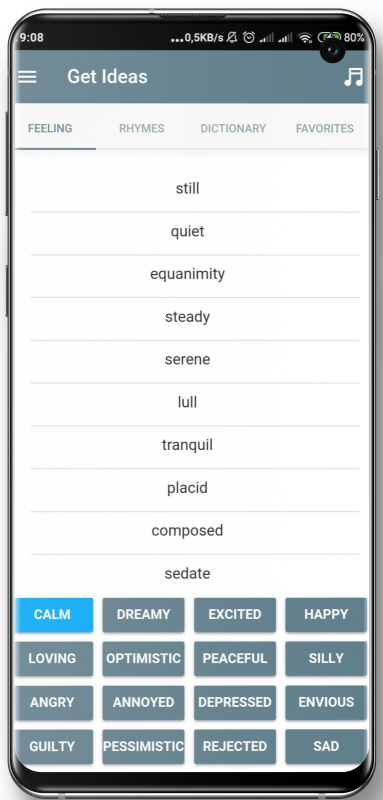 9:08 ...0,5KB/s 80%
Get Ideas
FEELING RHYMES DICTIONARY FAVORITES
still
quiet
equanimity
steady
serene
lull
tranquil
placid
composed
sedate
CALM DREAMY EXCITED HAPPY
LOVING OPTIMISTIC PEACEFUL SILLY
ANGRY ANNOYED DEPRESSED ENVIOUS
GUILTY PESSIMISTIC REJECTED SAD